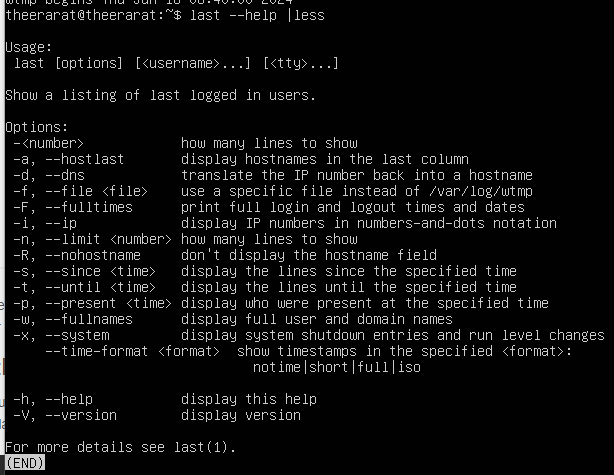 wtmp begins Thu Jun 18 08:40:00 2024
theerarat@theerarat:~$ last --help |less
Usage:
last [options] [<username>...] [<tty>...]
Show a listing of last logged in users.
Options:
-<number> how many lines to show
-a, --hostlast display hostnames in the last column
-d, --dns translate the IP number back into a hostname
-f, --file <file> use a specific file instead of /var/log/wtmp
-F, --fulltimes print full login and logout times and dates
-i, --ip display IP numbers in numbers-and-dots notation
-n, --limit <number> how many lines to show
-R, --nohostname don't display the hostname field
-s, --since <time> display the lines since the specified time
-t, --until <time> display the lines until the specified time
-p, --present <time> display who were present at the specified time
-w, --fullnames display full user and domain names
-x, --system display system shutdown entries and run level changes
--time-format <format> show timestamps in the specified <format>:
notime|short|full|iso
-h, --help display this help
-V, --version display version
For more details see last(1).
(END)